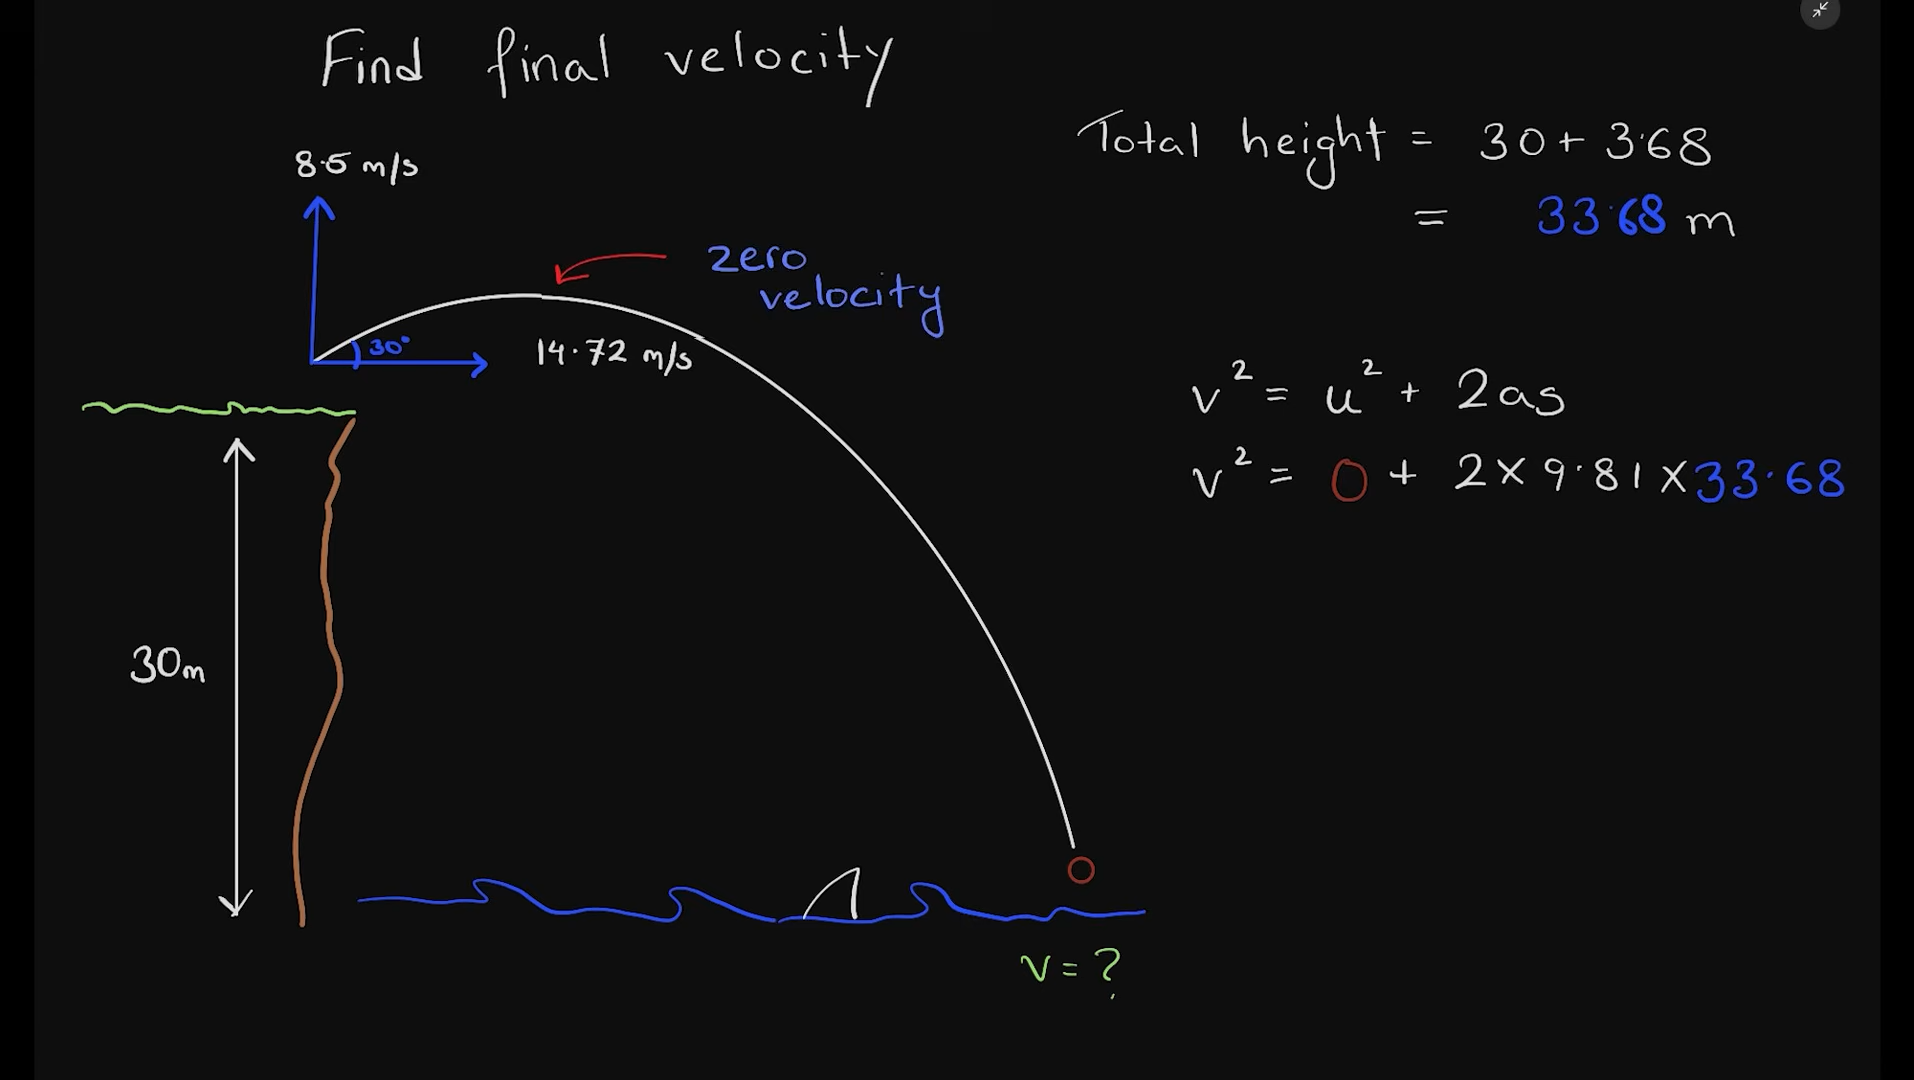 Find final velocity
8.5 m/s
zero
velocity
30°
14.72 m/s
30m
v = ?
Total height = 30 + 3.68
= 33.68 m
v² = u² + 2as
v² = 0 + 2 × 9.81 × 33.68